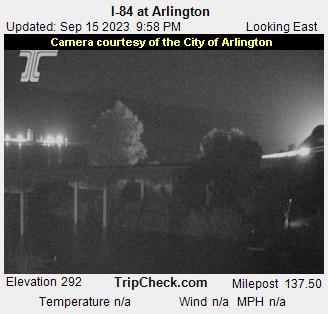 I-84 at Arlington
Updated: Sep 15 2023 9:58 PM Looking East
Camera courtesy of the City of Arlington
Elevation 292 TripCheck.com Milepost 137.50
Temperature n/a Wind n/a MPH n/a